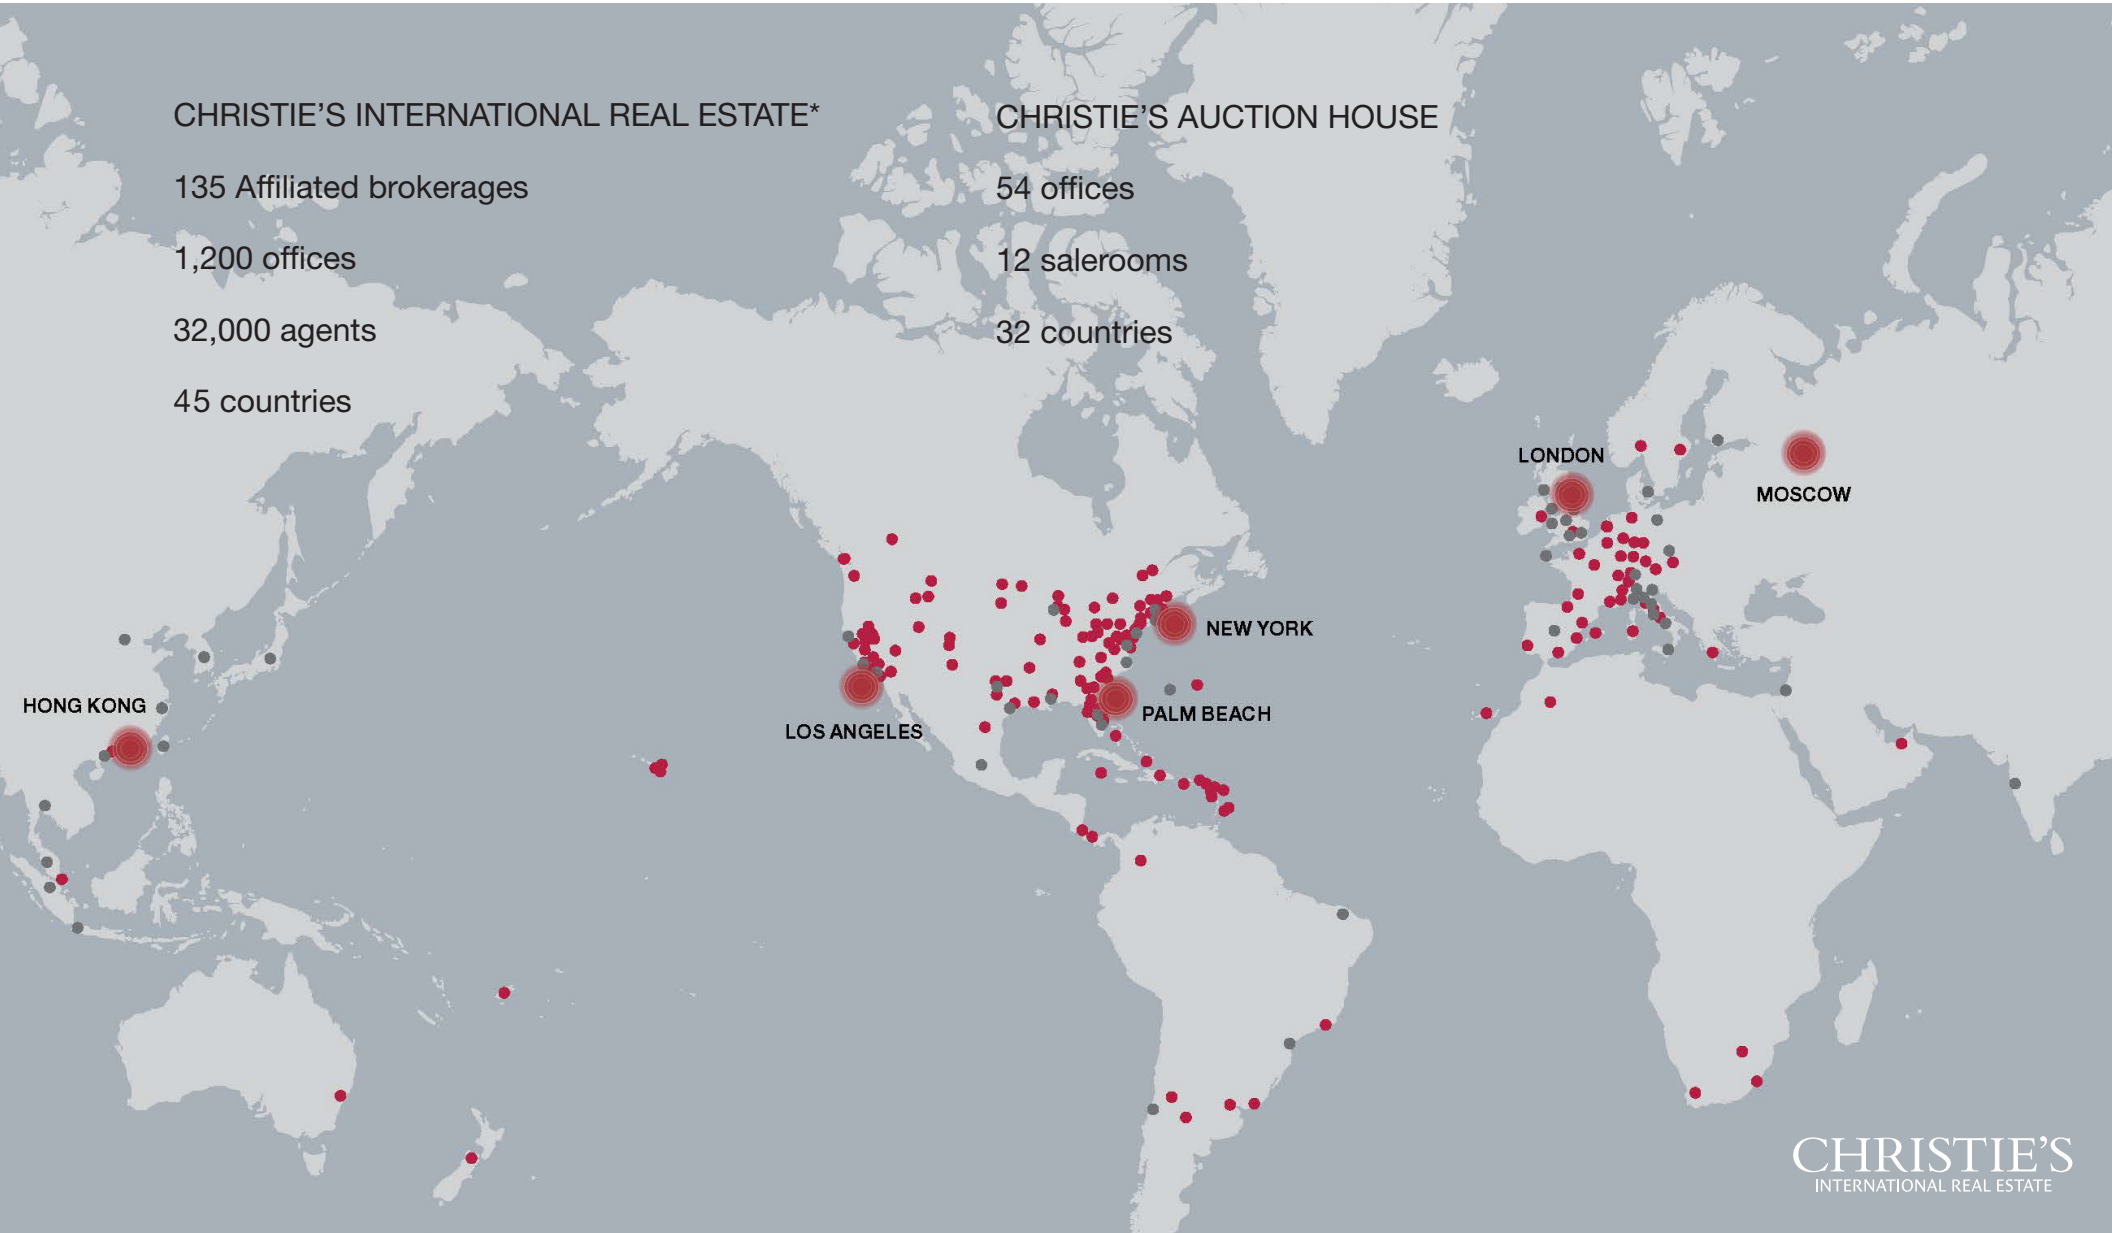 CHRISTIE’S INTERNATIONAL REAL ESTATE*
135 Affiliated brokerages
1,200 offices
32,000 agents
45 countries
CHRISTIE’S AUCTION HOUSE
54 offices
12 salerooms
32 countries
LONDON
MOSCOW
NEW YORK
HONG KONG
PALM BEACH
LOS ANGELES
CHRISTIE’S
INTERNATIONAL REAL ESTATE